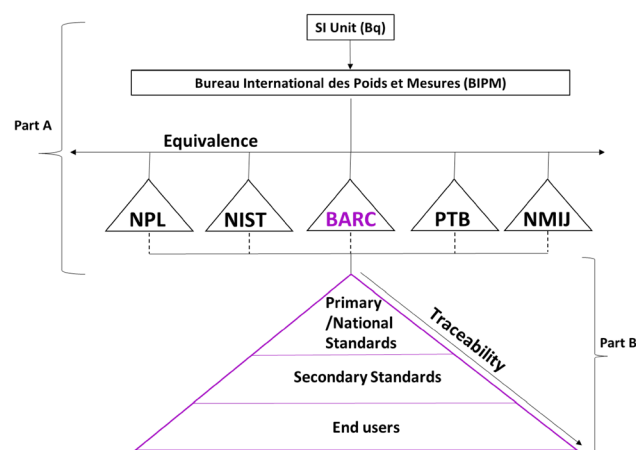 SI Unit (Bq)
Bureau International des Poids et Mesures (BIPM)
Part A
Equivalence
NPL
NIST
BARC
PTB
NMIJ
Primary
/National
Standards
Traceability
Part B
Secondary Standards
End users